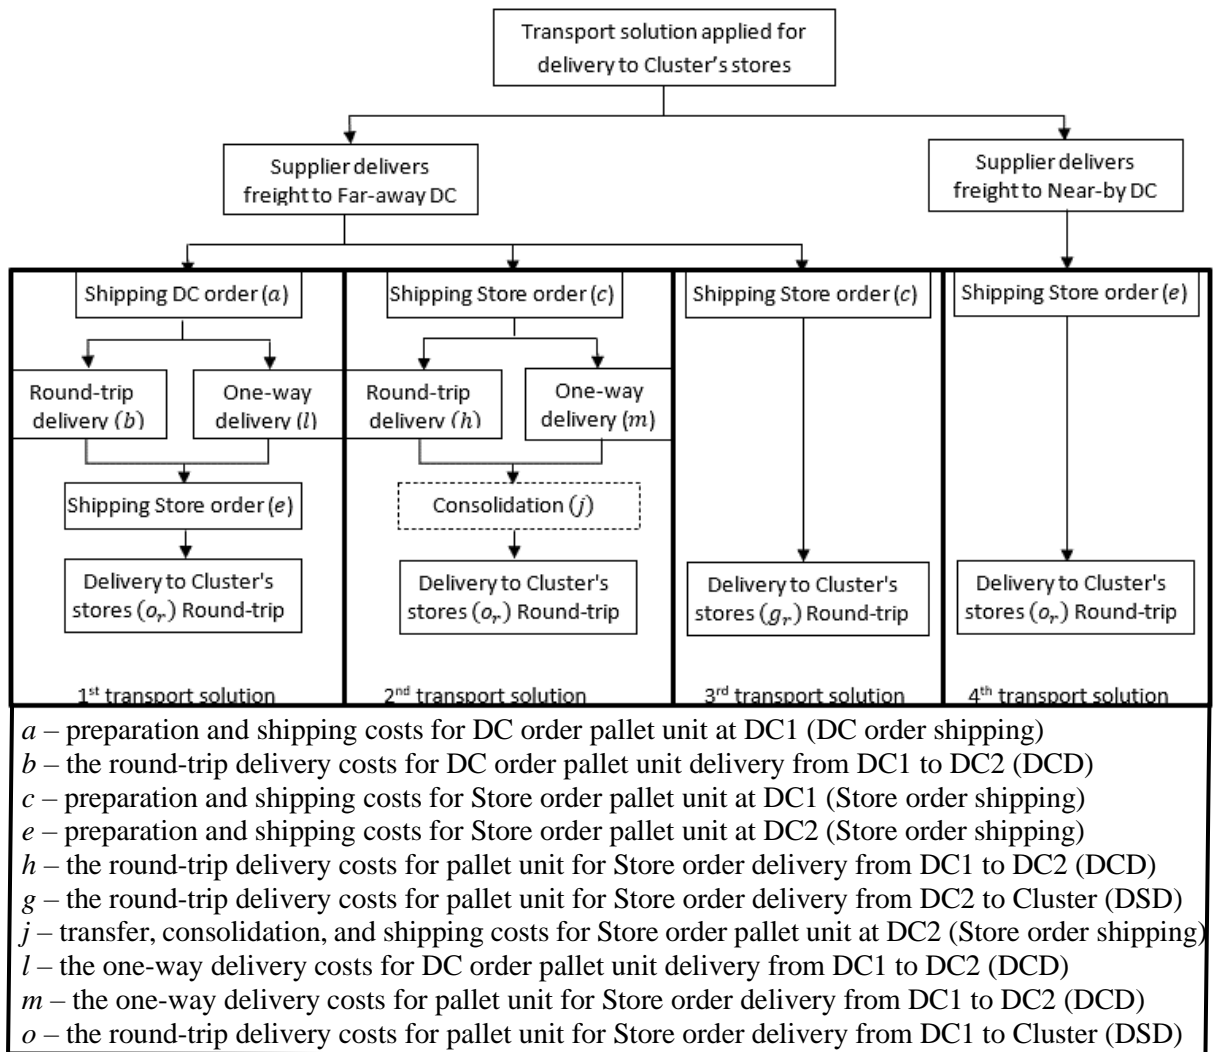 Transport solution applied for
delivery to Cluster's stores
Supplier delivers
freight to Far-away DC
Supplier delivers
freight to Near-by DC
Shipping DC order (a)
Round-trip
delivery (b)
One-way
delivery (l)
Shipping Store order (e)
Delivery to Cluster's
stores (oᵣ) Round-trip
1st transport solution
Shipping Store order (c)
Round-trip
delivery (h)
One-way
delivery (m)
Consolidation (j)
Delivery to Cluster's
stores (oᵣ) Round-trip
2nd transport solution
Shipping Store order (c)
Delivery to Cluster's
stores (gᵣ) Round-trip
3rd transport solution
Shipping Store order (e)
Delivery to Cluster's
stores (oᵣ) Round-trip
4th transport solution
a – preparation and shipping costs for DC order pallet unit at DC1 (DC order shipping)
b – the round-trip delivery costs for DC order pallet unit delivery from DC1 to DC2 (DCD)
c – preparation and shipping costs for Store order pallet unit at DC1 (Store order shipping)
e – preparation and shipping costs for Store order pallet unit at DC2 (Store order shipping)
h – the round-trip delivery costs for pallet unit for Store order delivery from DC1 to DC2 (DCD)
g – the round-trip delivery costs for pallet unit for Store order delivery from DC2 to Cluster (DSD)
j – transfer, consolidation, and shipping costs for Store order pallet unit at DC2 (Store order shipping)
l – the one-way delivery costs for DC order pallet unit delivery from DC1 to DC2 (DCD)
m – the one-way delivery costs for pallet unit for Store order delivery from DC1 to DC2 (DCD)
o – the round-trip delivery costs for pallet unit for Store order delivery from DC1 to Cluster (DSD)